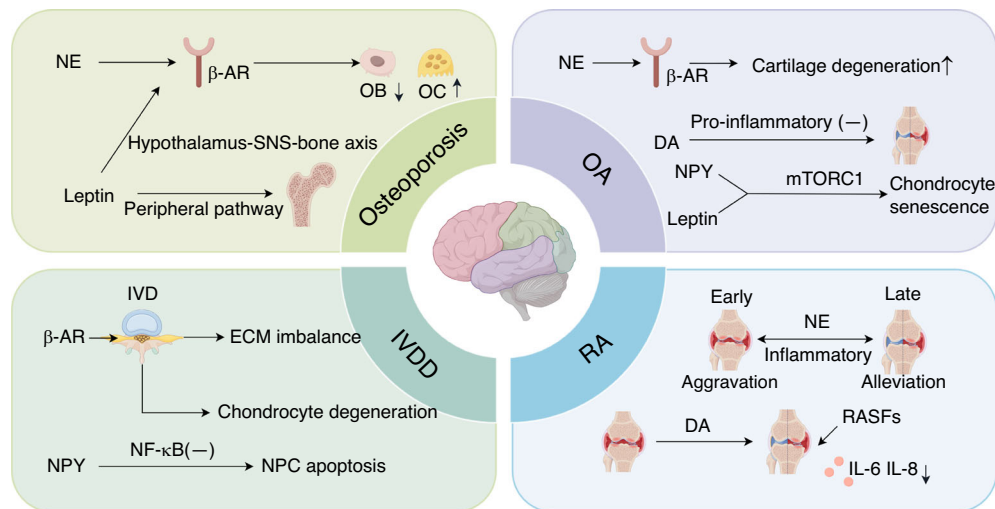 NE
β-AR
OB ↓
OC ↑
Hypothalamus-SNS-bone axis
Leptin
Peripheral pathway
Osteoporosis
NE
β-AR
Cartilage degeneration↑
Pro-inflammatory (—)
DA
NPY
mTORC1
Leptin
Chondrocyte
senescence
OA
IVD
β-AR
ECM imbalance
Chondrocyte degeneration
NF-κB(—)
NPY
NPC apoptosis
IVDD
RA
Early
Late
NE
Inflammatory
Aggravation
Alleviation
DA
RASFs
IL-6 IL-8↓